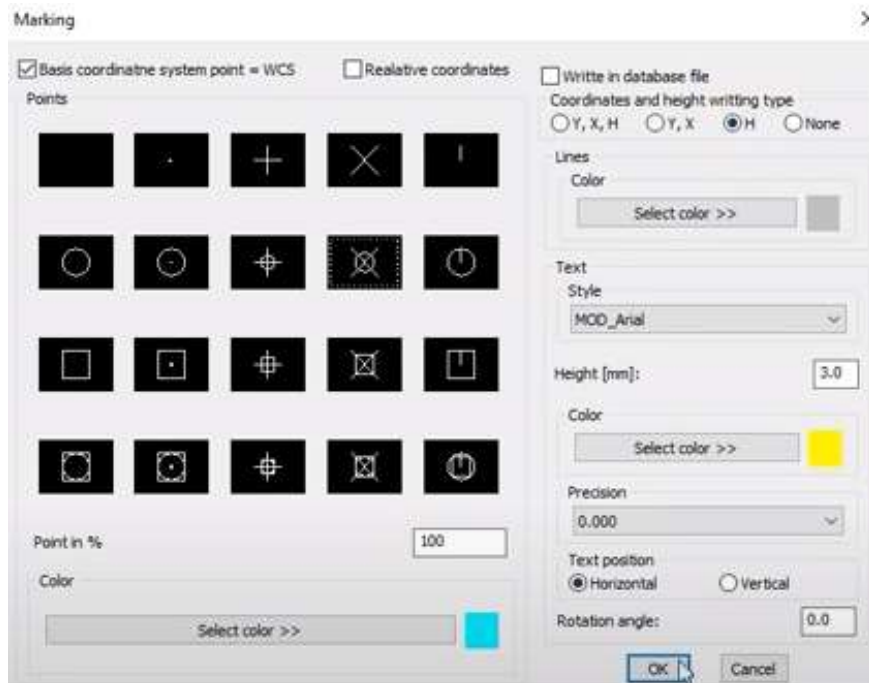 Marking
Basis coordinatne system point = WCS
Realative coordinates
Points
Point in %
100
Color
Select color >>
Writte in database file
Coordinates and height writting type
Y, X, H
Y, X
H
None
Lines
Color
Select color >>
Text
Style
MOD_Arial
Height [mm]:
3.0
Color
Select color >>
Precision
0.000
Text position
Horizontal
Vertical
Rotation angle:
0.0
OK
Cancel